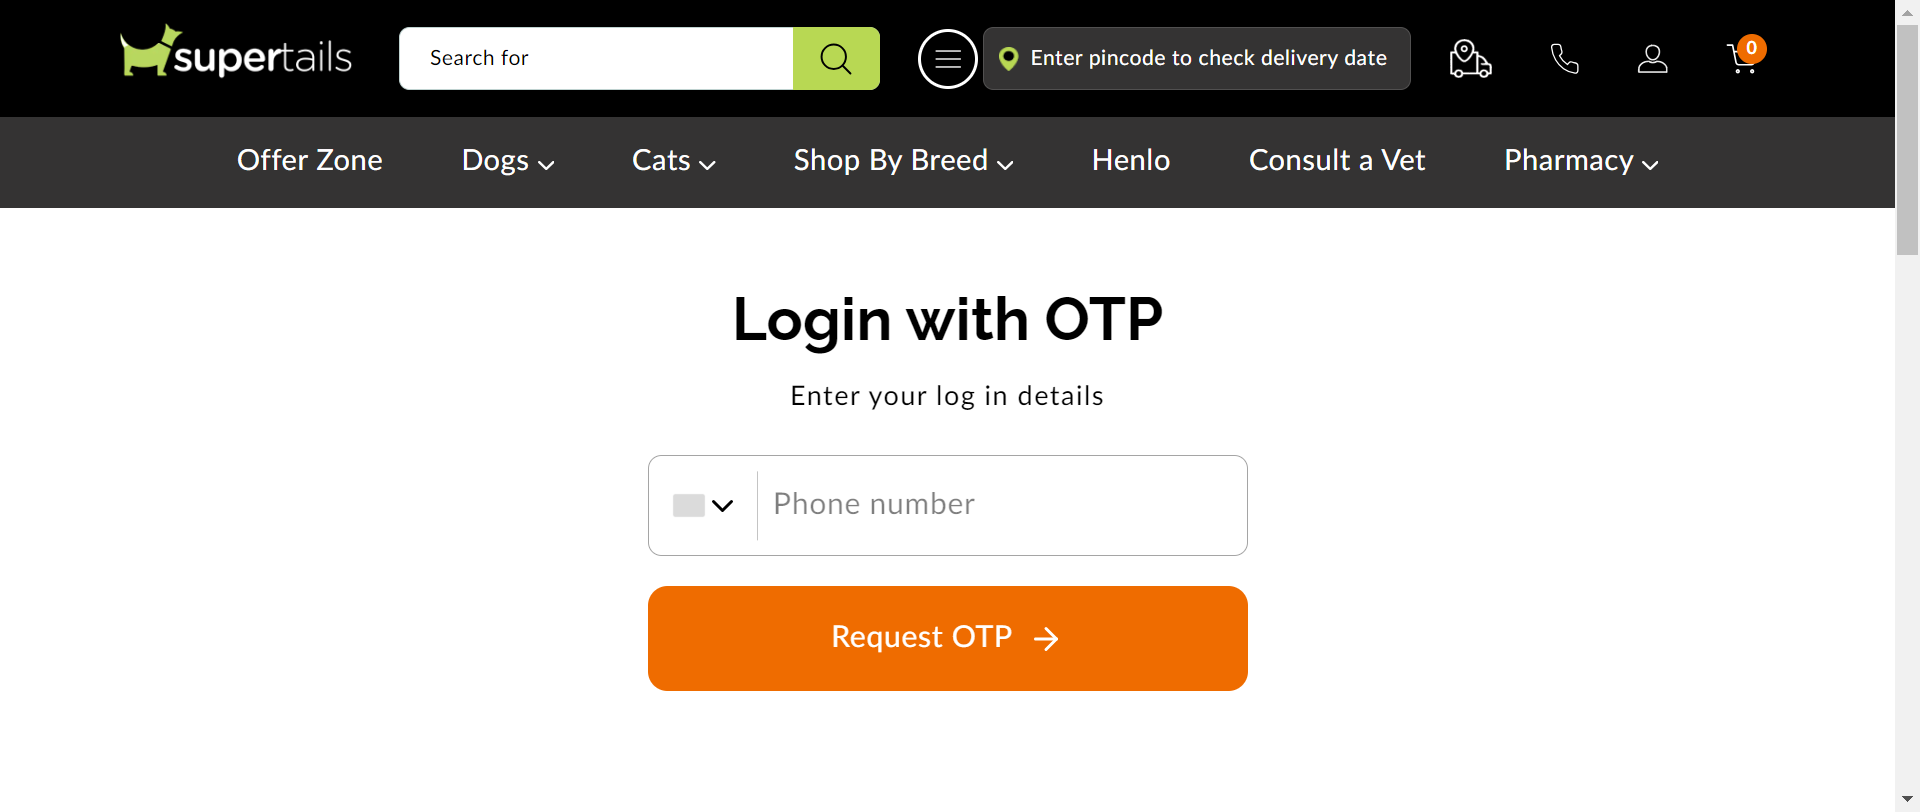 supertails
Search for
Enter pincode to check delivery date
0
Offer Zone
Dogs
Cats
Shop By Breed
Henlo
Consult a Vet
Pharmacy
Login with OTP
Enter your log in details
Phone number
Request OTP